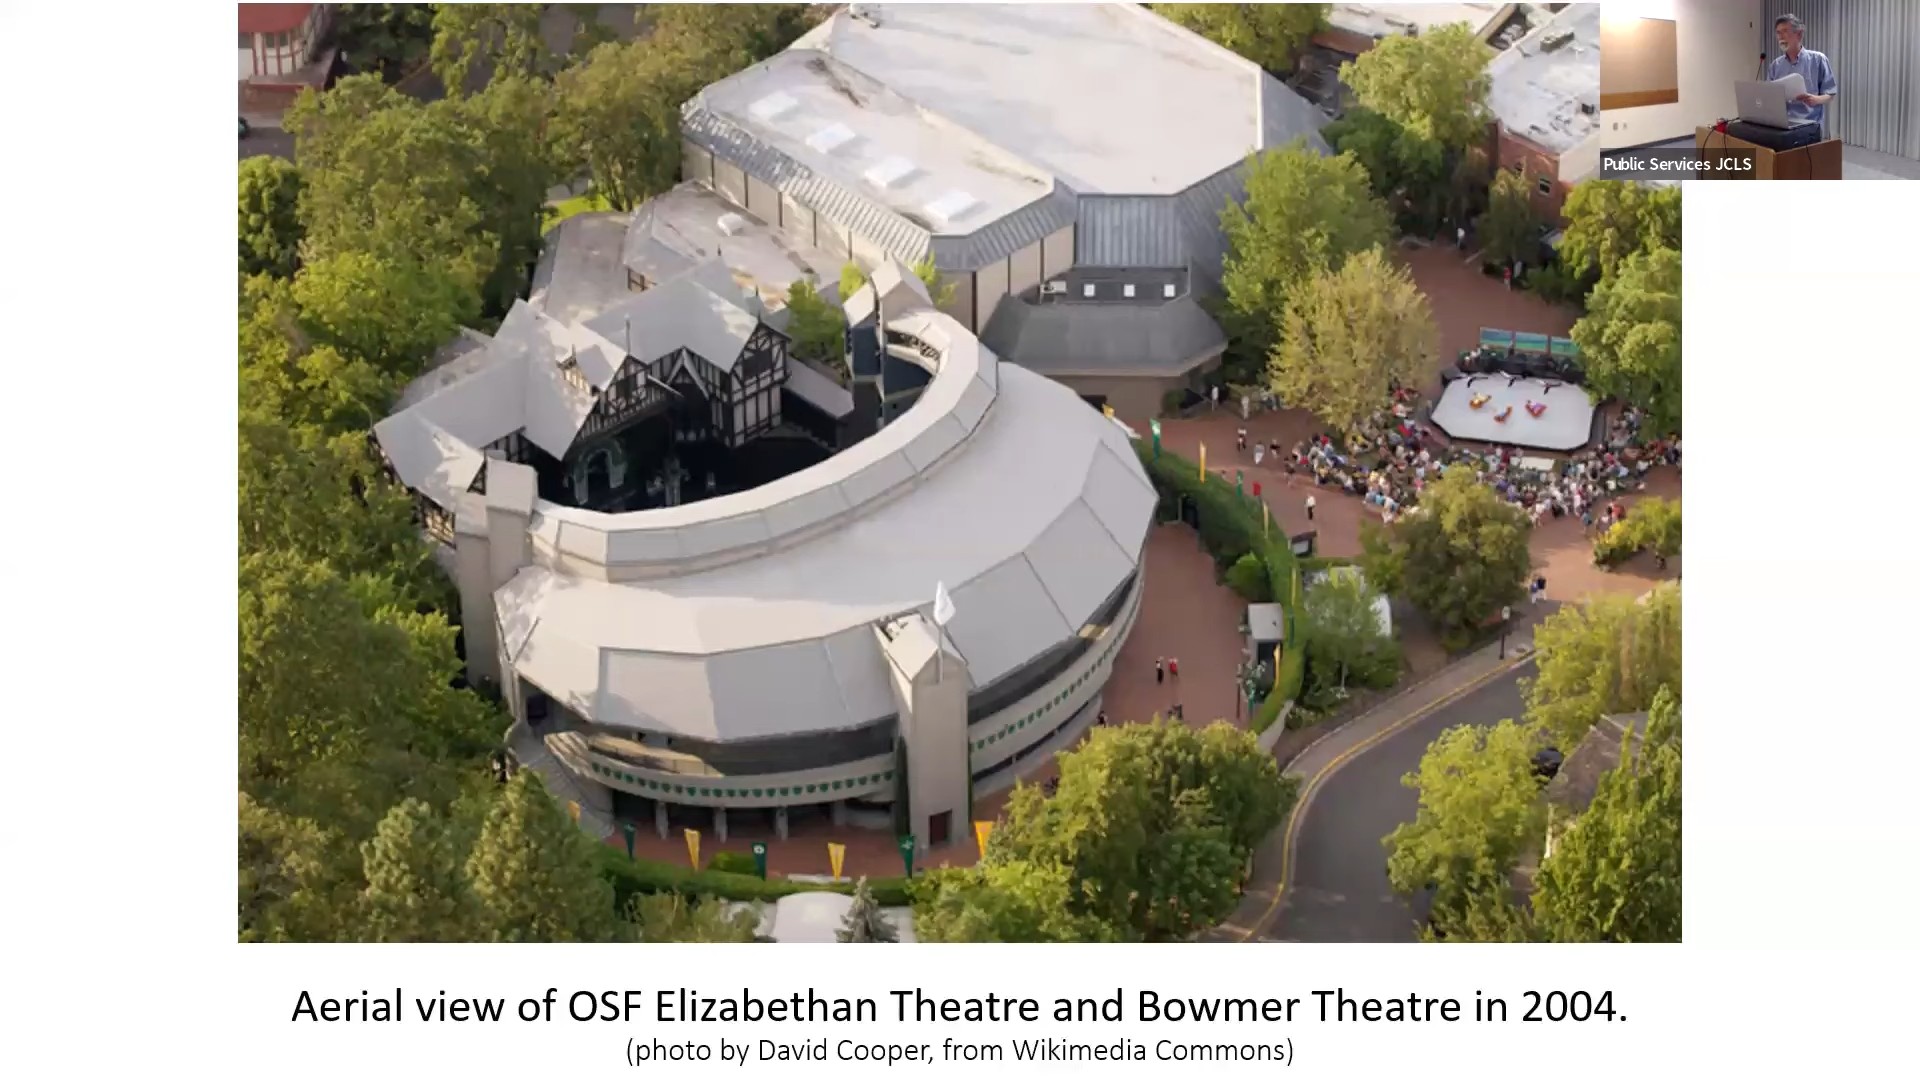 Public Services JCLS
Aerial view of OSF Elizabethan Theatre and Bowmer Theatre in 2004.
(photo by David Cooper, from Wikimedia Commons)